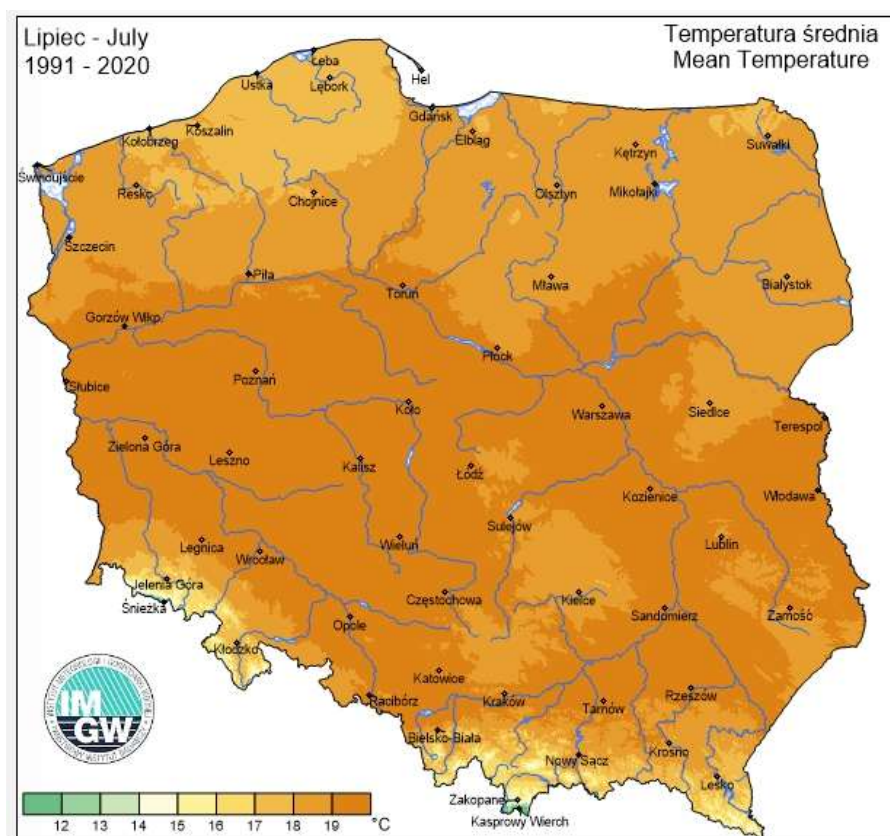 Lipiec - July
1991 - 2020
Temperatura średnia
Mean Temperature
Łeba
Hel
Ustka
Lębork
Gdańsk
Kołobrzeg
Koszalin
Elbląg
Suwałki
Kętrzyn
Świnoujście
Resko
Chojnice
Olsztyn
Mikołajki
Szczecin
Piła
Toruń
Mława
Białystok
Gorzów Wlkp.
Płock
Słubice
Poznań
Koło
Warszawa
Siedlce
Terespol
Zielona Góra
Leszno
Kalisz
Łódź
Kozienice
Włodawa
Sulejów
Legnica
Wrocław
Wieluń
Lublin
Jelenia Góra
Śnieżka
Częstochowa
Kielce
Sandomierz
Zamość
Opole
Kłodzko
Katowice
Racibórz
Kraków
Tarnów
Rzeszów
Bielsko-Biała
Nowy Sącz
Krosno
Lesko
Zakopane
Kasprowy Wierch
IM
GW
12 13 14 15 16 17 18 19 °C